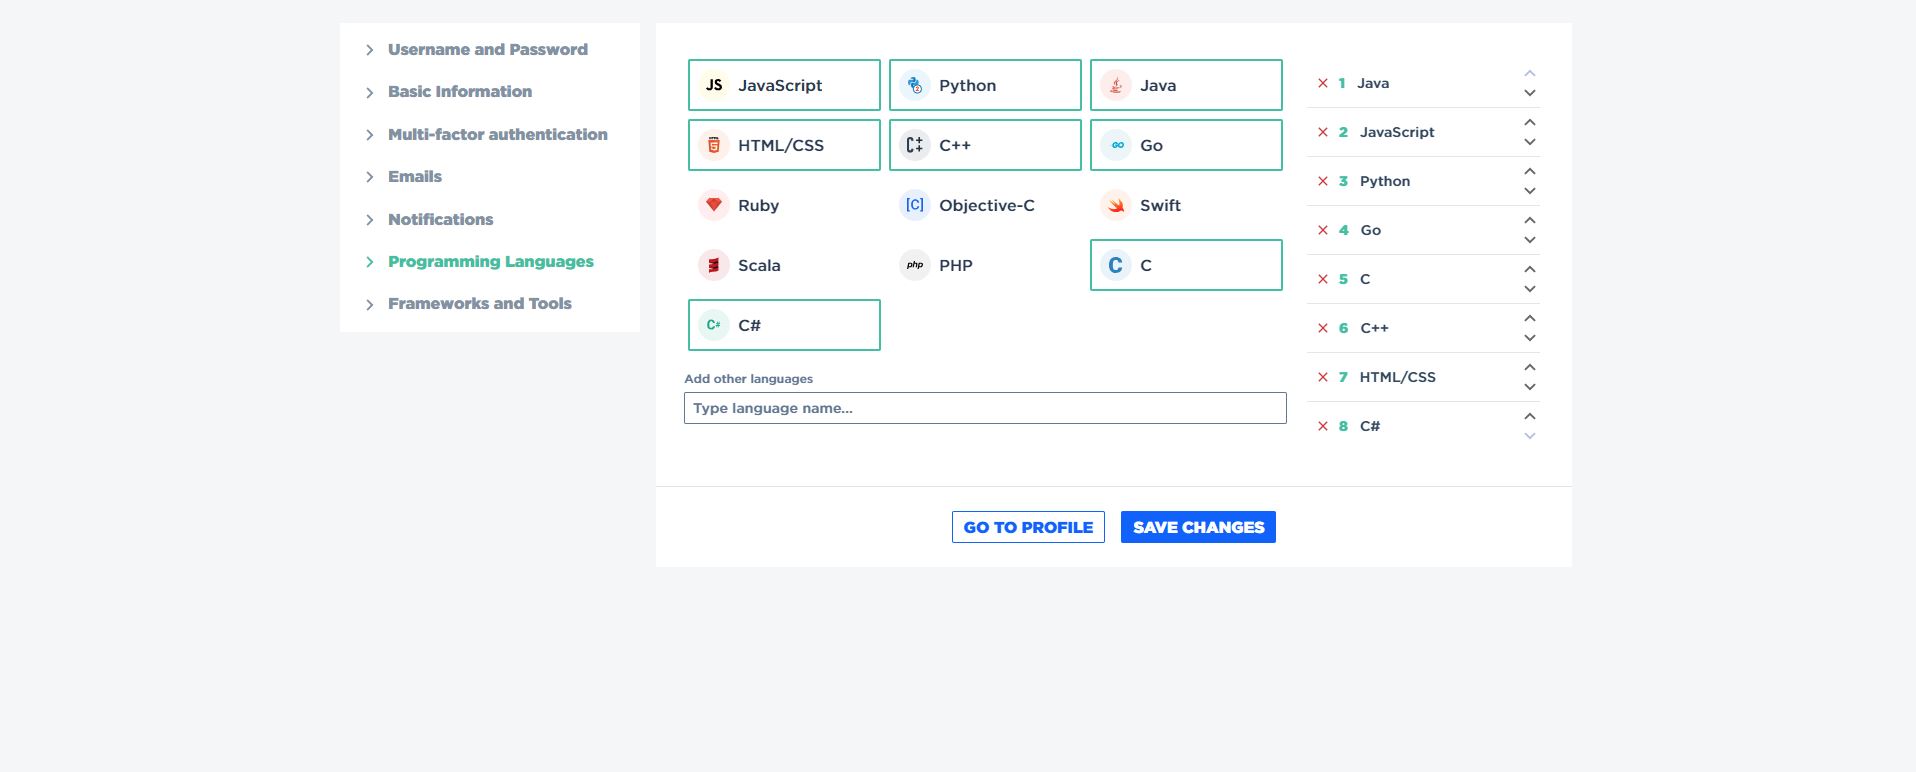 Username and Password
Basic Information
Multi-factor authentication
Emails
Notifications
Programming Languages
Frameworks and Tools
JS JavaScript
Python
Java
HTML/CSS
C++
GO Go
Ruby
[C] Objective-C
Swift
Scala
php PHP
C C
C# C#
Add other languages
Type language name...
1 Java
2 JavaScript
3 Python
4 Go
5 C
6 C++
7 HTML/CSS
8 C#
GO TO PROFILE
SAVE CHANGES